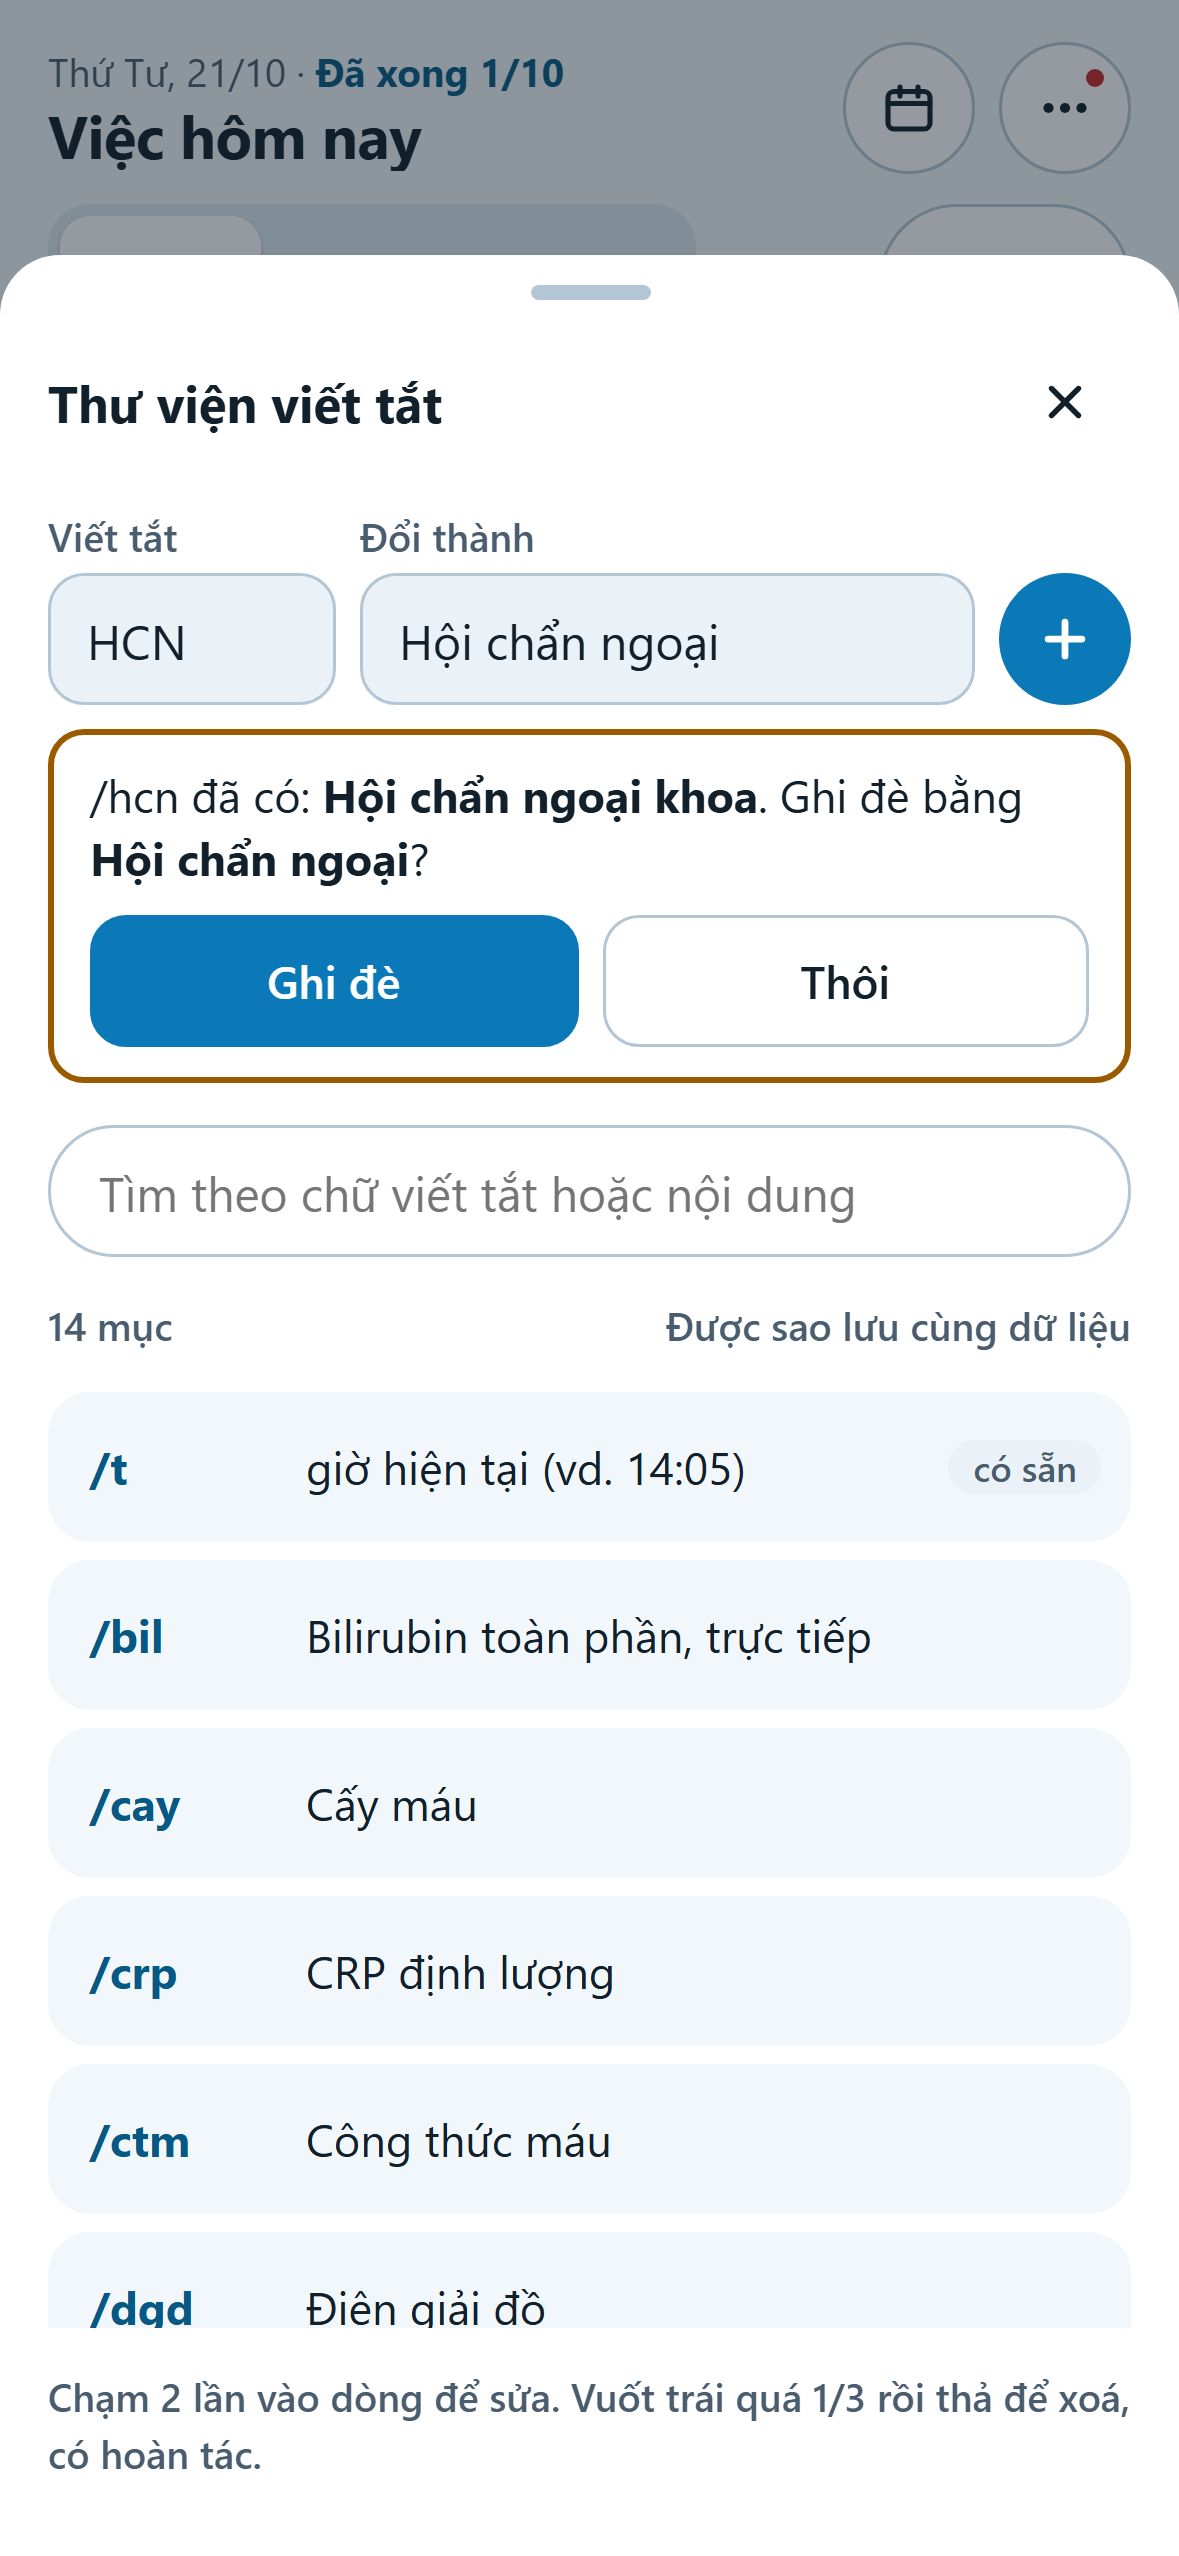 Thứ Tư, 21/10 · Đã xong 1/10
Việc hôm nay
Thư viện viết tắt
Viết tắt
Đổi thành
HCN
Hội chẩn ngoại
/hcn đã có: Hội chẩn ngoại khoa. Ghi đè bằng
Hội chẩn ngoại?
Ghi đè
Thôi
Tìm theo chữ viết tắt hoặc nội dung
14 mục
Được sao lưu cùng dữ liệu
/t
giờ hiện tại (vd. 14:05)
có sẵn
/bil
Bilirubin toàn phần, trực tiếp
/cay
Cấy máu
/crp
CRP định lượng
/ctm
Công thức máu
/dgd
Điện giải đồ
Chạm 2 lần vào dòng để sửa. Vuốt trái quá 1/3 rồi thả để xoá,
có hoàn tác.